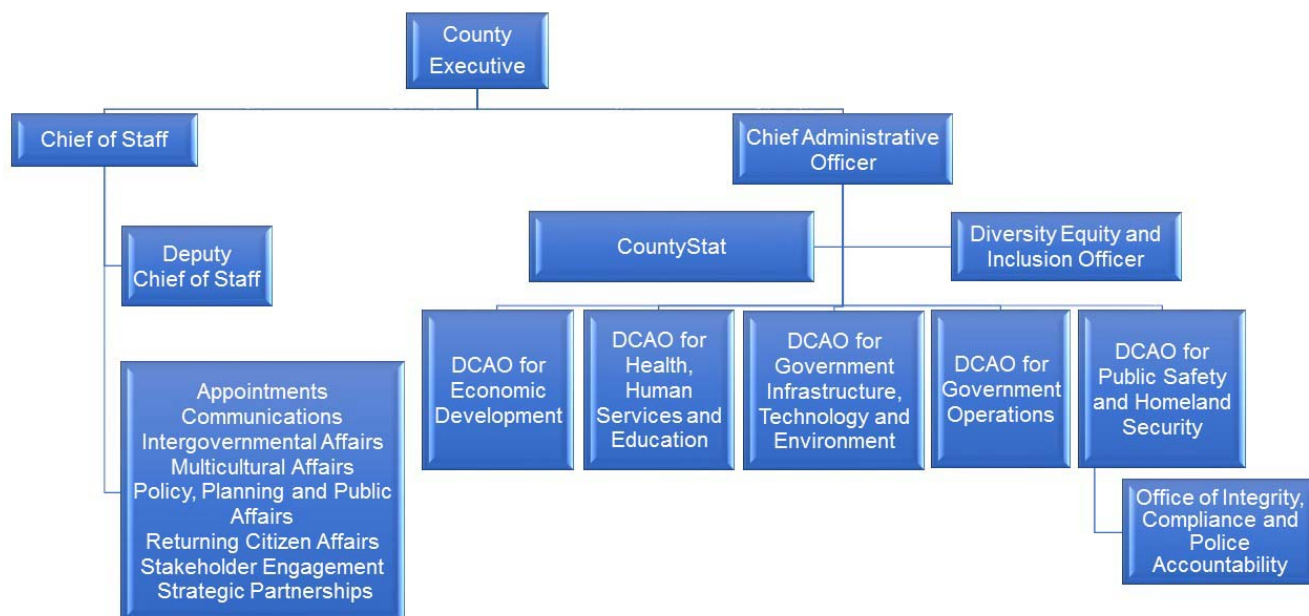 County
Executive
Chief of Staff
Chief Administrative
Officer
Deputy
Chief of Staff
CountyStat
Diversity Equity and
Inclusion Officer
Appointments
Communications
Intergovernmental Affairs
Multicultural Affairs
Policy, Planning and Public
Affairs
Returning Citizen Affairs
Stakeholder Engagement
Strategic Partnerships
DCAO for
Economic
Development
DCAO for
Health,
Human
Services and
Education
DCAO for
Government
Infrastructure,
Technology and
Environment
DCAO for
Government
Operations
DCAO for
Public Safety
and Homeland
Security
Office of Integrity,
Compliance and
Police
Accountability